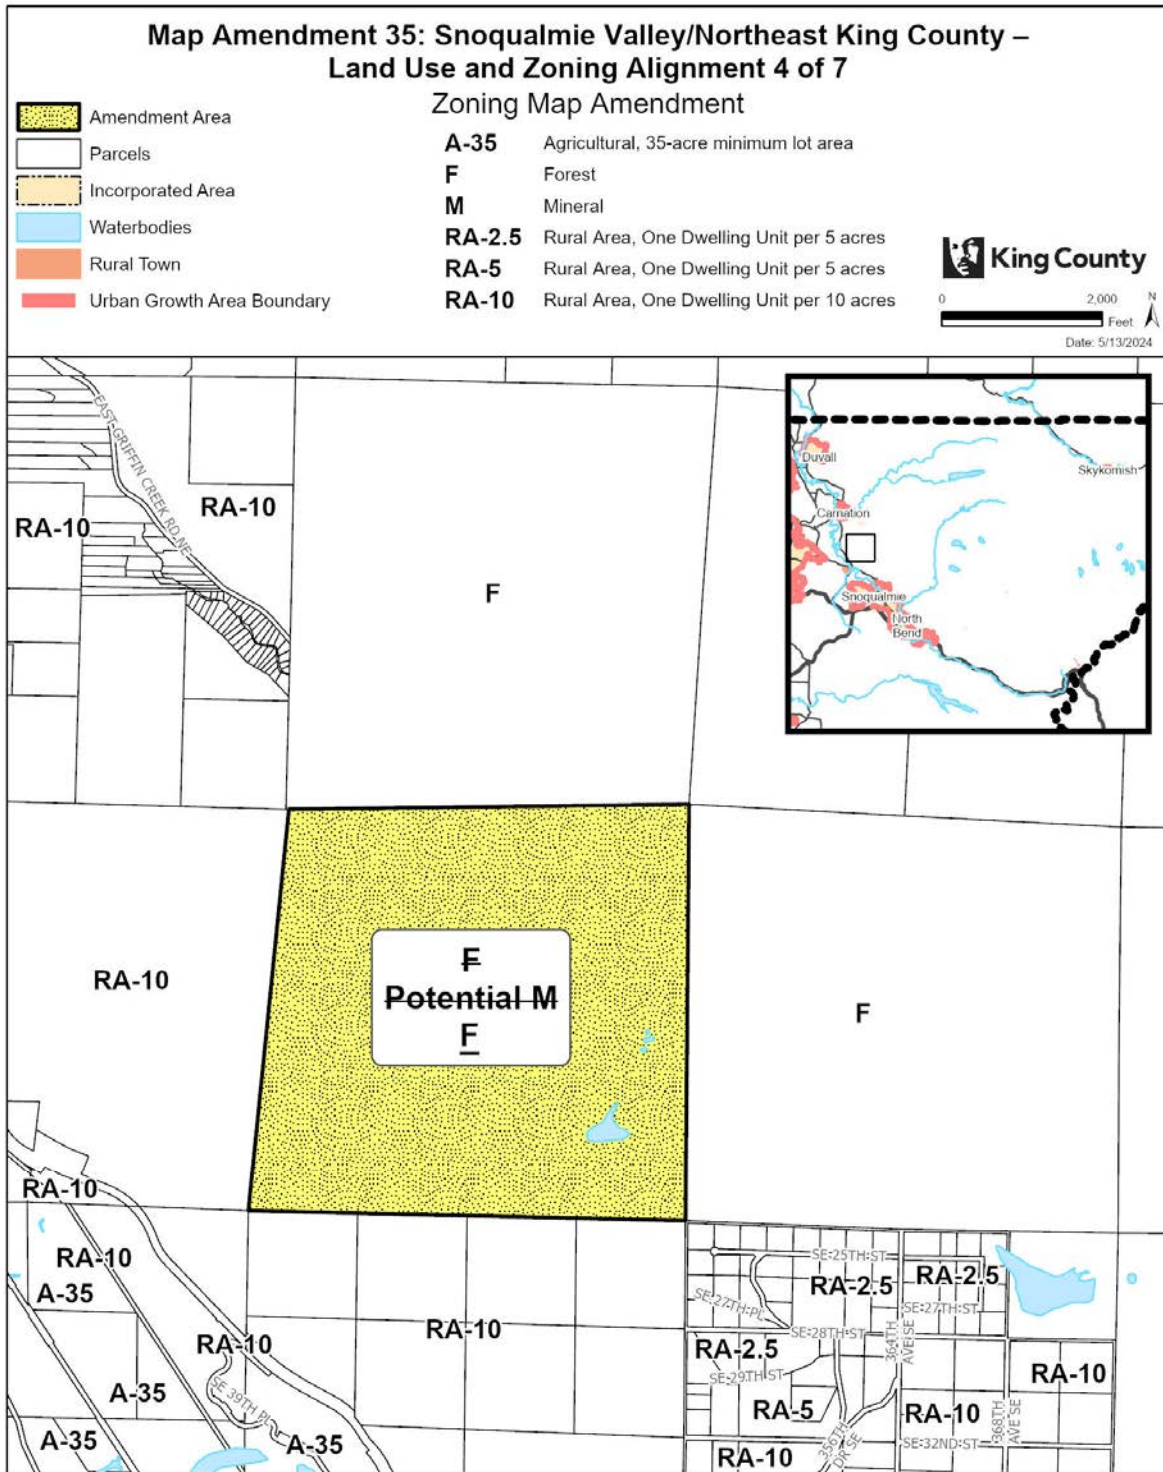 Map Amendment 35: Snoqualmie Valley/Northeast King County –
Land Use and Zoning Alignment 4 of 7
Zoning Map Amendment
Amendment Area
Parcels
Incorporated Area
Waterbodies
Rural Town
Urban Growth Area Boundary
A-35 Agricultural, 35-acre minimum lot area
F Forest
M Mineral
RA-2.5 Rural Area, One Dwelling Unit per 5 acres
RA-5 Rural Area, One Dwelling Unit per 5 acres
RA-10 Rural Area, One Dwelling Unit per 10 acres
King County
0 2,000 N
Feet
Date: 5/13/2024
EAST GRIFFIN CREEK RD NE
RA-10
RA-10
F
Duvall
Skykomish
Carnation
Snoqualmie
North
Bend
RA-10
F
Potential M
F
F
RA-10
RA-10
A-35
RA-10
A-35
SE 39TH PL
A-35
A-35
RA-10
SE 25TH ST
RA-2.5
RA-2.5
SE 27TH PL
SE 27TH ST
SE 28TH ST
364TH
AVE SE
RA-2.5
SE 29TH ST
RA-10
RA-5
RA-10
368TH
AVE SE
356TH
DR SE
SE 32ND ST
RA-10